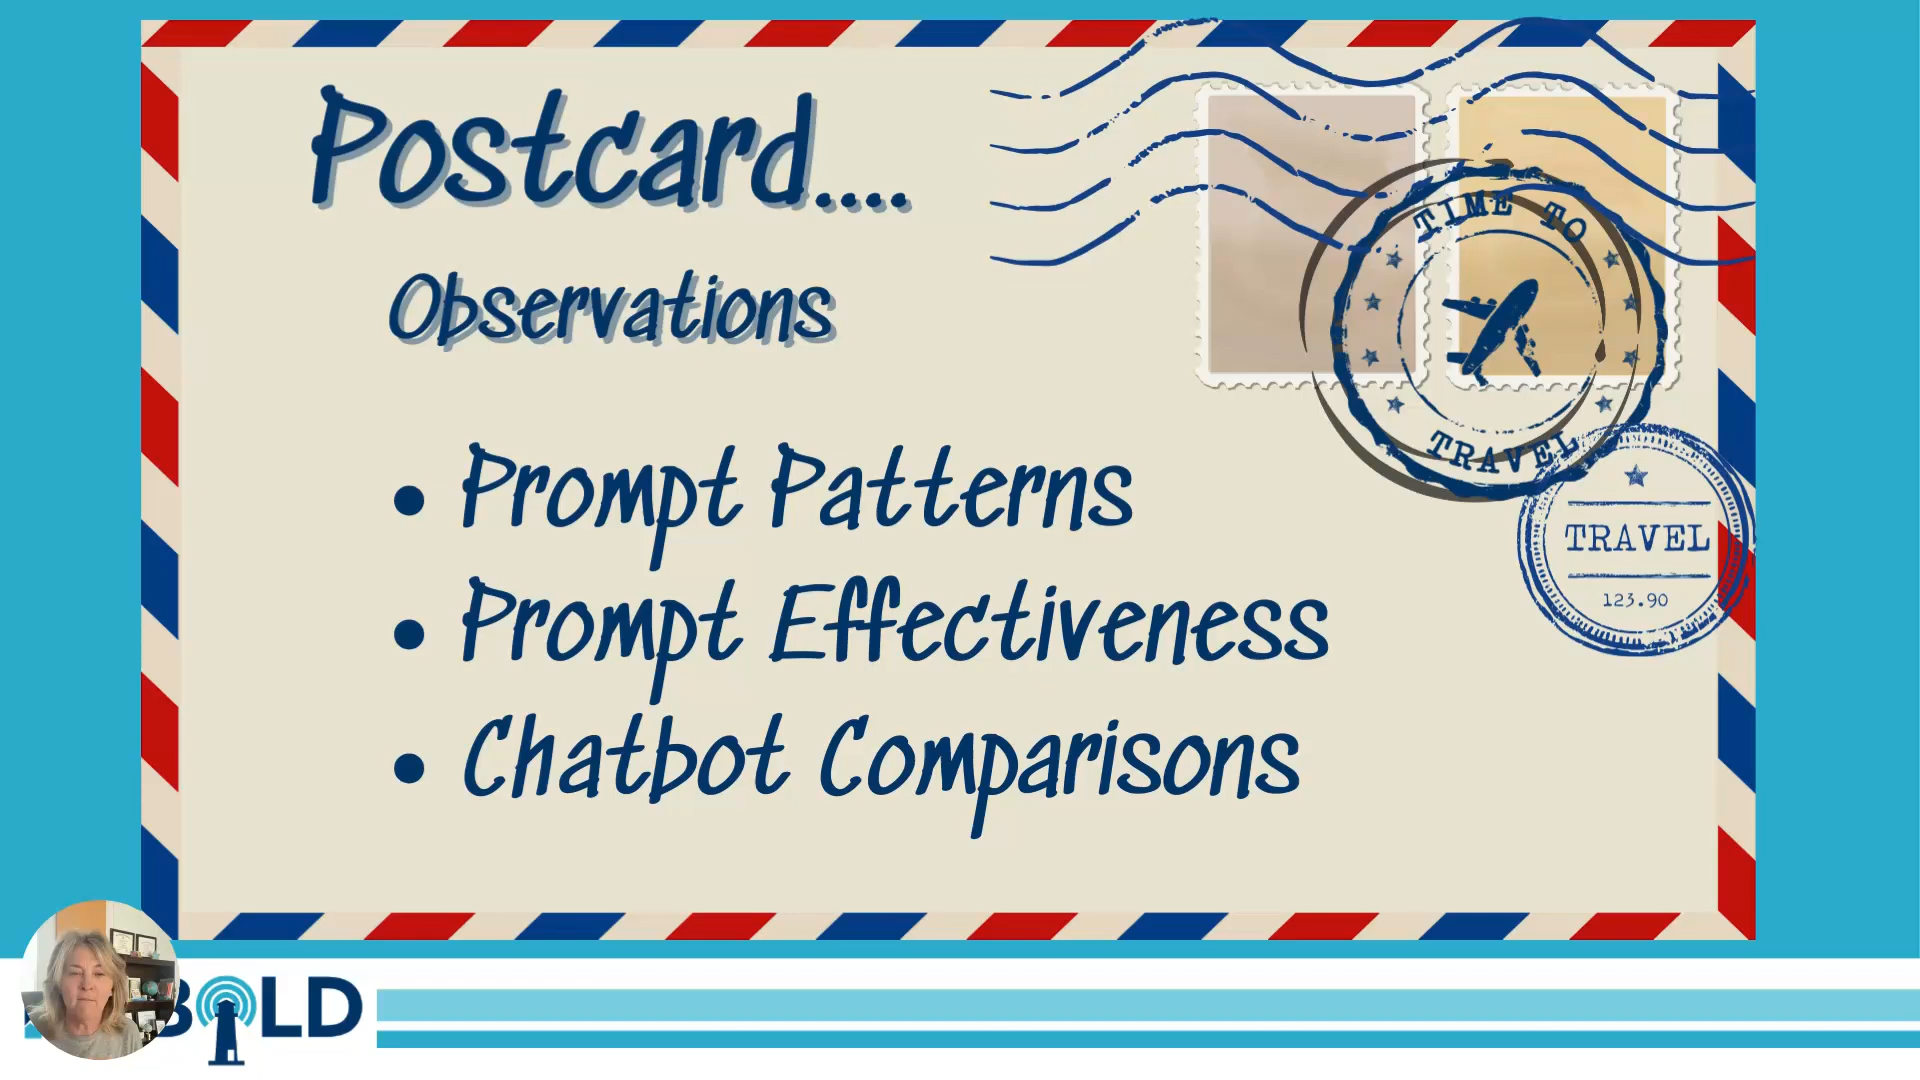 Postcard....
Observations
• Prompt Patterns
• Prompt Effectiveness
• Chatbot Comparisons
TIME TO
TRAVEL
TRAVEL
123.90
BOLD